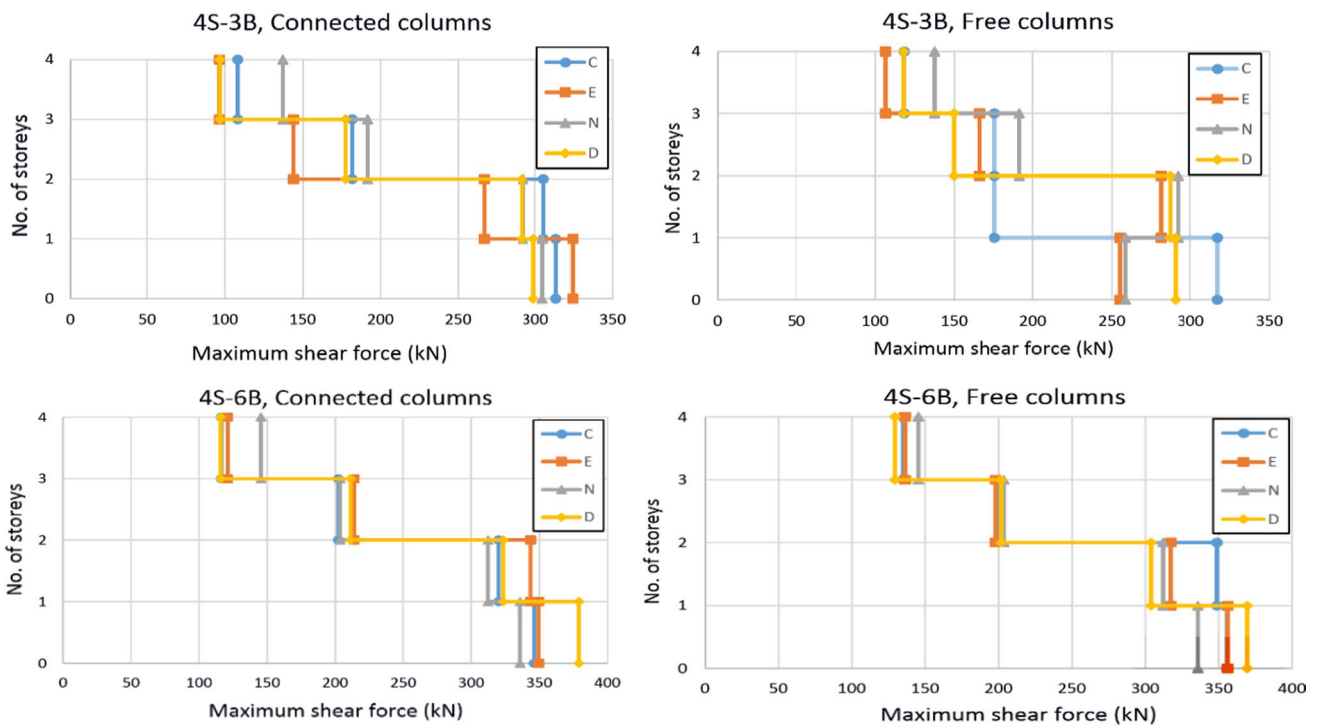 4S-3B, Connected columns
4
3
2
1
0
No. of storeys
0 50 100 150 200 250 300 350
Maximum shear force (kN)
C
E
N
D
4S-3B, Free columns
4
3
2
1
0
No. of storeys
0 50 100 150 200 250 300 350
Maximum shear force (kN)
C
E
N
D
4S-6B, Connected columns
4
3
2
1
0
No. of storeys
0 50 100 150 200 250 300 350 400
Maximum shear force (kN)
C
E
N
D
4S-6B, Free columns
4
3
2
1
0
No. of storeys
0 50 100 150 200 250 300 350 400
Maximum shear force (kN)
C
E
N
D